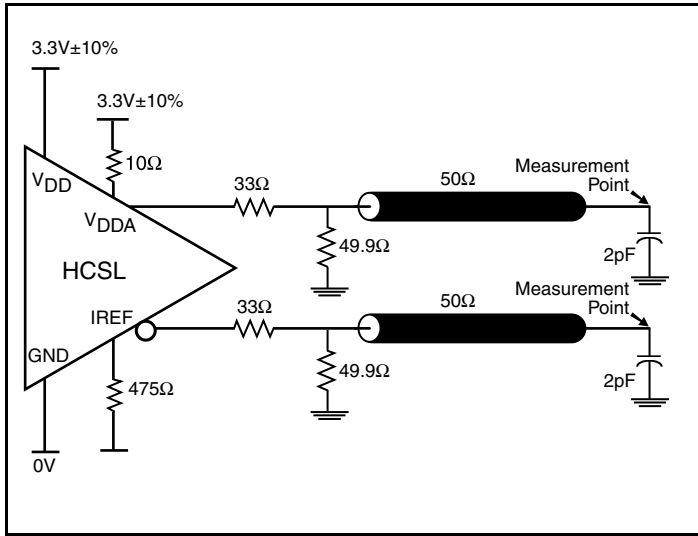 3.3V±10%
3.3V±10%
10Ω
VDD
VDDA
33Ω
50Ω
Measurement
Point
49.9Ω
2pF
HCSL
IREF
33Ω
50Ω
Measurement
Point
GND
475Ω
49.9Ω
2pF
0V